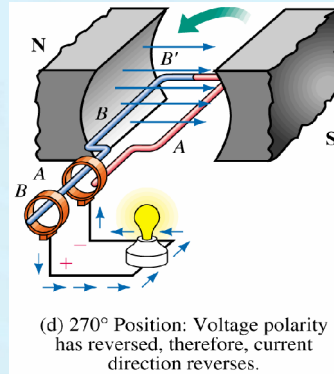 N
B'
B
A
S
A
B
+ −
(d) 270° Position: Voltage polarity
has reversed, therefore, current
direction reverses.